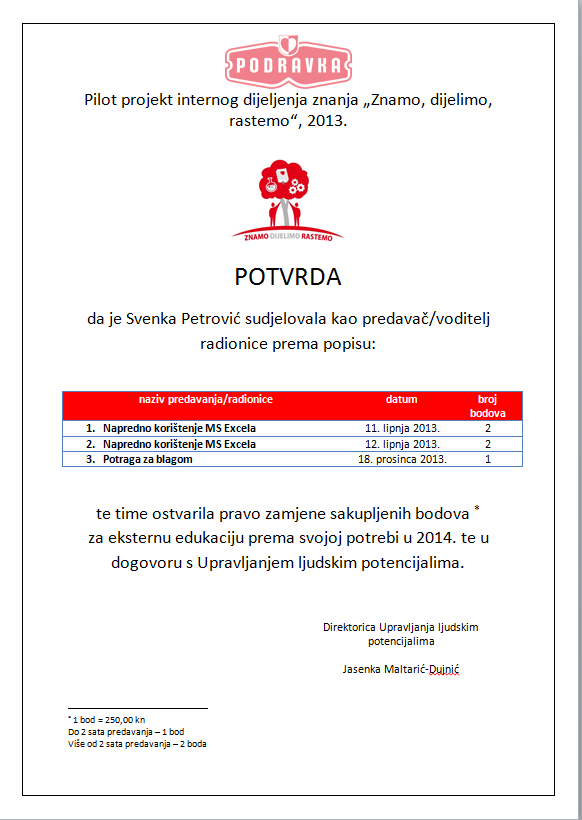 PODRAVKA
Pilot projekt internog dijeljenja znanja „Znamo, dijelimo,
rastemo“, 2013.
ZNAMO DIJELIMO RASTEMO
POTVRDA
da je Svenka Petrović sudjelovala kao predavač/voditelj
radionice prema popisu:
naziv predavanja/radionice datum broj
bodova
1. Napredno korištenje MS Excela 11. lipnja 2013. 2
2. Napredno korištenje MS Excela 12. lipnja 2013. 2
3. Potraga za blagom 18. prosinca 2013. 1
te time ostvarila pravo zamjene sakupljenih bodova *
za eksternu edukaciju prema svojoj potrebi u 2014. te u
dogovoru s Upravljanjem ljudskim potencijalima.
Direktorica Upravljanja ljudskim
potencijalima
Jasenka Maltarić-Dujnić
* 1 bod = 250,00 kn
Do 2 sata predavanja – 1 bod
Više od 2 sata predavanja – 2 boda